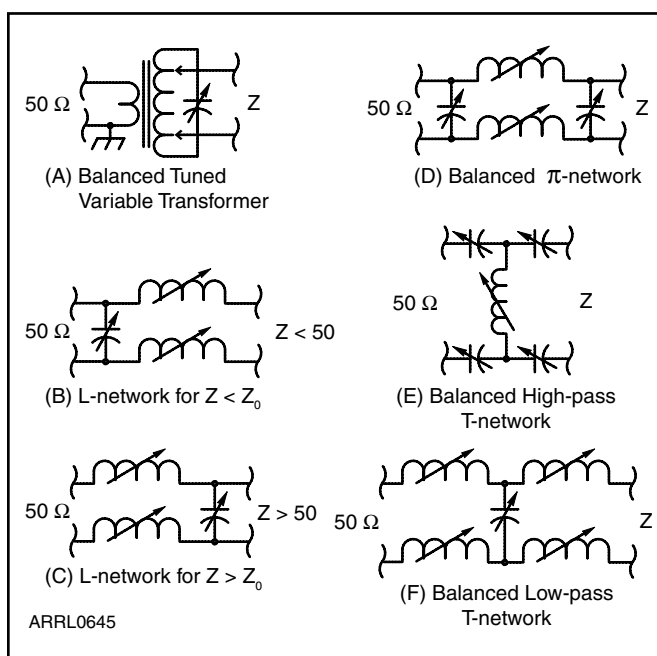 50 Ω
Z
(A) Balanced Tuned
Variable Transformer
50 Ω
Z < 50
(B) L-network for Z < Z₀
50 Ω
Z > 50
(C) L-network for Z > Z₀
ARRL0645
50 Ω
Z
(D) Balanced π-network
50 Ω
Z
(E) Balanced High-pass
T-network
50 Ω
Z
(F) Balanced Low-pass
T-network